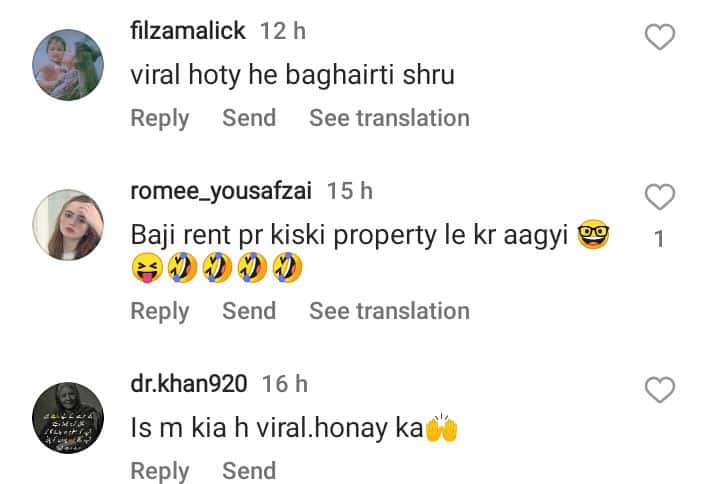 filzamalick 12 h
viral hoty he baghairti shru
Reply Send See translation
romee_yousafzai 15 h
Baji rent pr kiski property le kr aagyi 🤓
1
😝🤣🤣🤣🤣
Reply Send See translation
dr.khan920 16 h
Is m kia h viral.honay ka🙌
Reply Send